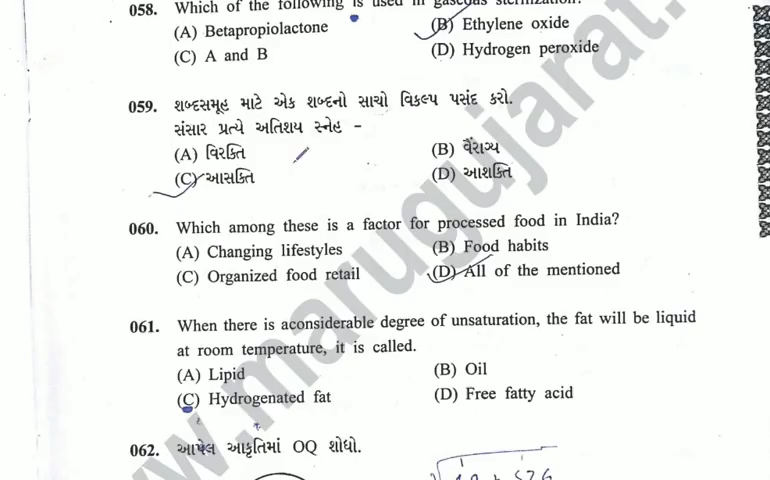 058. Which of the following is used in gaseous sterilization?
(A) Betapropiolactone (B) Ethylene oxide
(C) A and B (D) Hydrogen peroxide
059. શબ્દસમૂહ માટે એક શબ્દનો સાચો વિકલ્પ પસંદ કરો.
સંસાર પ્રત્યે અતિશય સ્નેહ -
(A) વિરક્તિ (B) વૈરાગ્ય
(C) આસક્તિ (D) આશક્તિ
060. Which among these is a factor for processed food in India?
(A) Changing lifestyles (B) Food habits
(C) Organized food retail (D) All of the mentioned
061. When there is aconsiderable degree of unsaturation, the fat will be liquid
at room temperature, it is called.
(A) Lipid (B) Oil
(C) Hydrogenated fat (D) Free fatty acid
062. આપેલ આકૃતિમાં OQ શોધો.
www.marugujarat.